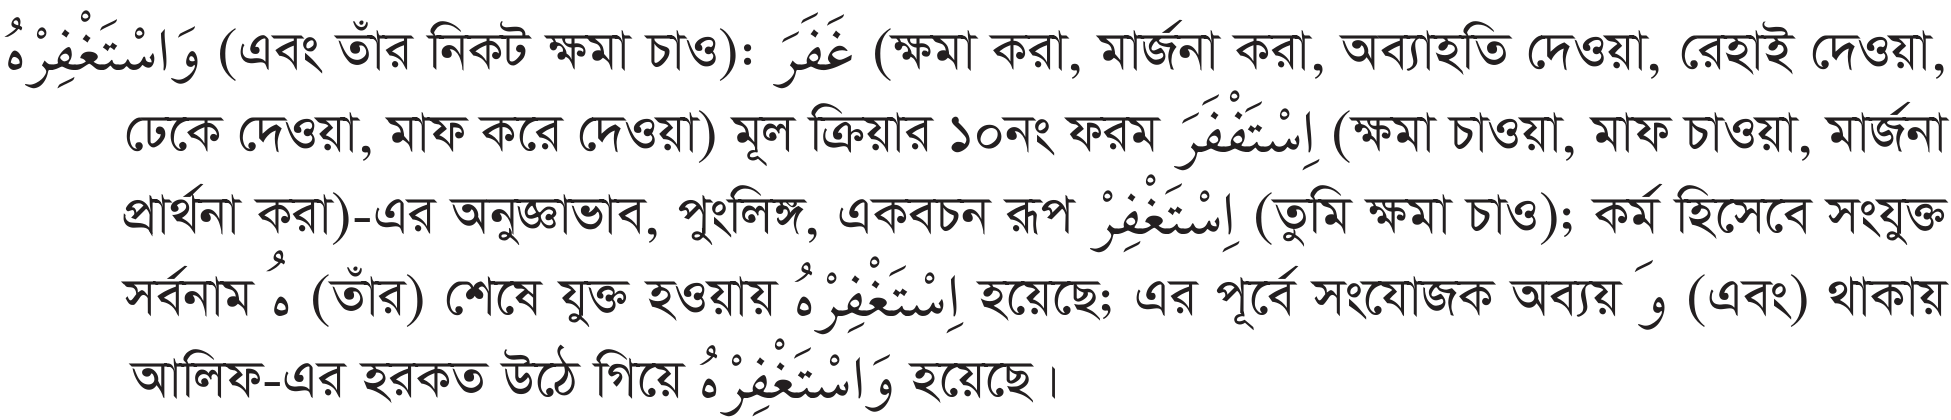 وَاسْتَغْفِرْهُ (এবং তাঁর নিকট ক্ষমা চাও): غَفَرَ (ক্ষমা করা, মার্জনা করা, অব্যাহতি দেওয়া, রেহাই দেওয়া,
ঢেকে দেওয়া, মাফ করে দেওয়া) মূল ক্রিয়ার ১০নং ফরম اِسْتَفْفَرَ (ক্ষমা চাওয়া, মাফ চাওয়া, মার্জনা
প্রার্থনা করা)-এর অনুজ্ঞাভাব, পুংলিঙ্গ, একবচন রূপ اِسْتَغْفِرْ (তুমি ক্ষমা চাও); কর্ম হিসেবে সংযুক্ত
সর্বনাম هُ (তাঁর) শেষে যুক্ত হওয়ায় اِسْتَغْفِرْهُ হয়েছে; এর পূর্বে সংযোজক অব্যয় وَ (এবং) থাকায়
আলিফ-এর হরকত উঠে গিয়ে وَاسْتَغْفِرْهُ হয়েছে।